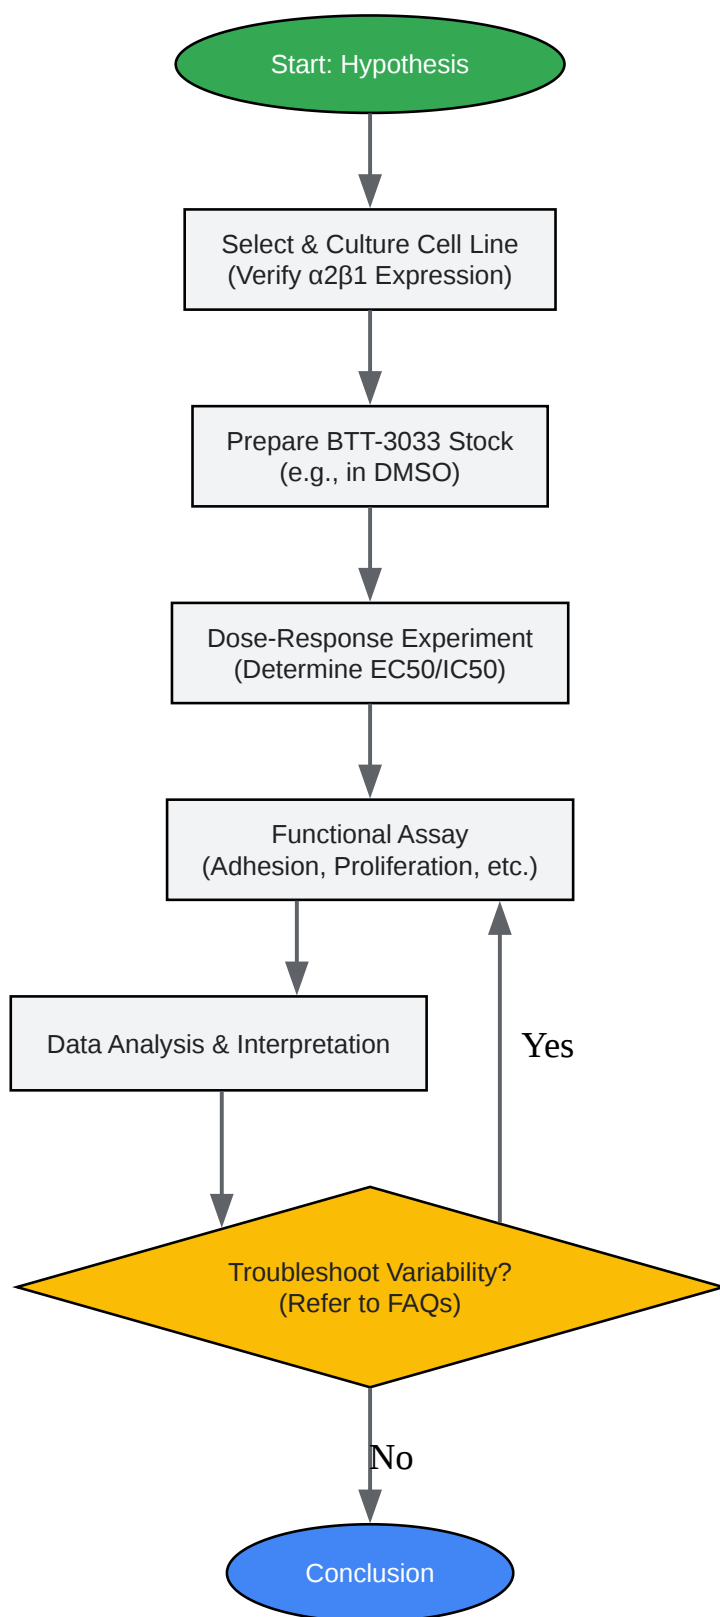 Start: Hypothesis
Select & Culture Cell Line
(Verify α2β1 Expression)
Prepare BTT-3033 Stock
(e.g., in DMSO)
Dose-Response Experiment
(Determine EC50/IC50)
Functional Assay
(Adhesion, Proliferation, etc.)
Data Analysis & Interpretation
Yes
Troubleshoot Variability?
(Refer to FAQs)
No
Conclusion